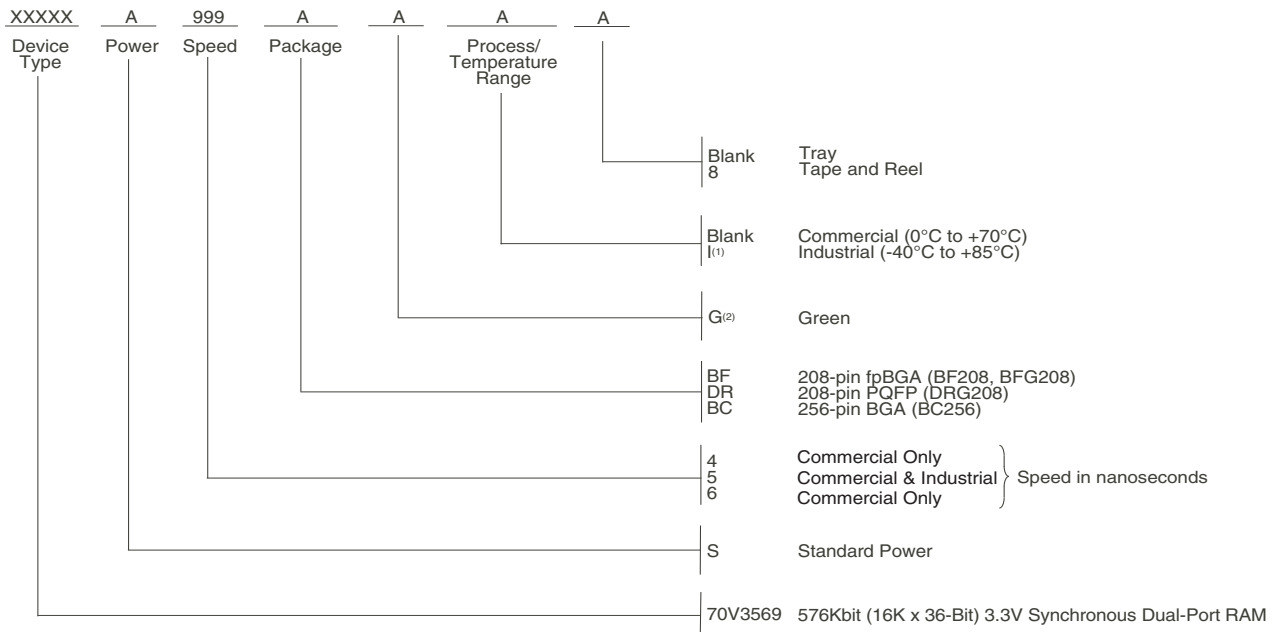 XXXXX A 999 A A A A
Device Type Power Speed Package Process/ Temperature Range
Blank Tray
8 Tape and Reel
Blank Commercial (0°C to +70°C)
I(1) Industrial (-40°C to +85°C)
G(2) Green
BF 208-pin fpBGA (BF208, BFG208)
DR 208-pin PQFP (DRG208)
BC 256-pin BGA (BC256)
4 Commercial Only
5 Commercial & Industrial Speed in nanoseconds
6 Commercial Only
S Standard Power
70V3569 576Kbit (16K x 36-Bit) 3.3V Synchronous Dual-Port RAM